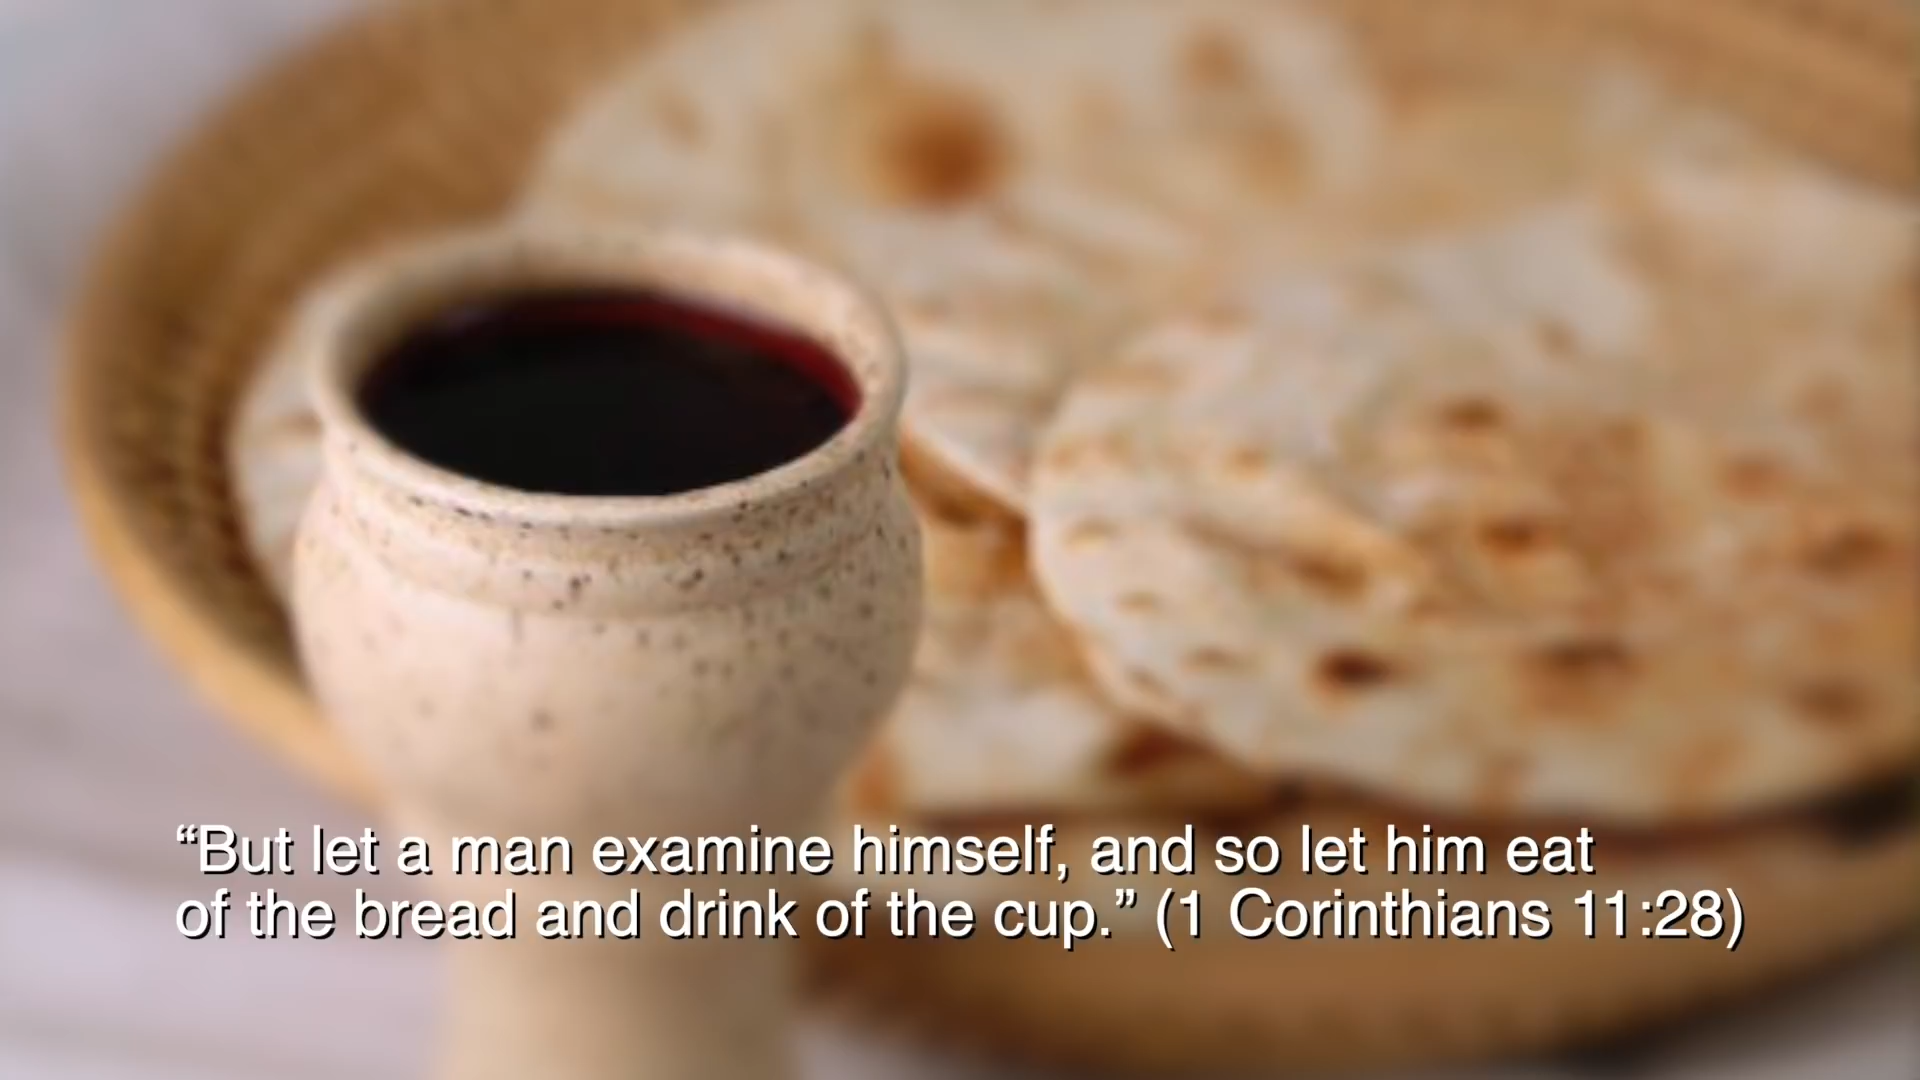 “But let a man examine himself, and so let him eat
of the bread and drink of the cup.” (1 Corinthians 11:28)